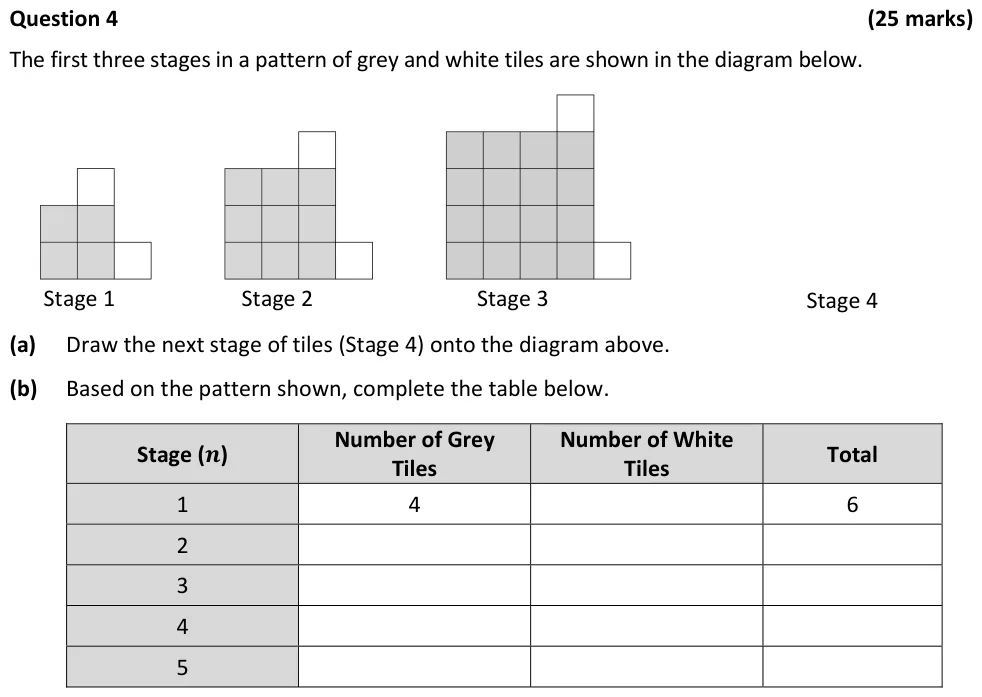 Question 4 (25 marks)
The first three stages in a pattern of grey and white tiles are shown in the diagram below.
Stage 1 Stage 2 Stage 3 Stage 4
(a) Draw the next stage of tiles (Stage 4) onto the diagram above.
(b) Based on the pattern shown, complete the table below.
Stage (n) Number of Grey Tiles Number of White Tiles Total
1 4 6
2
3
4
5